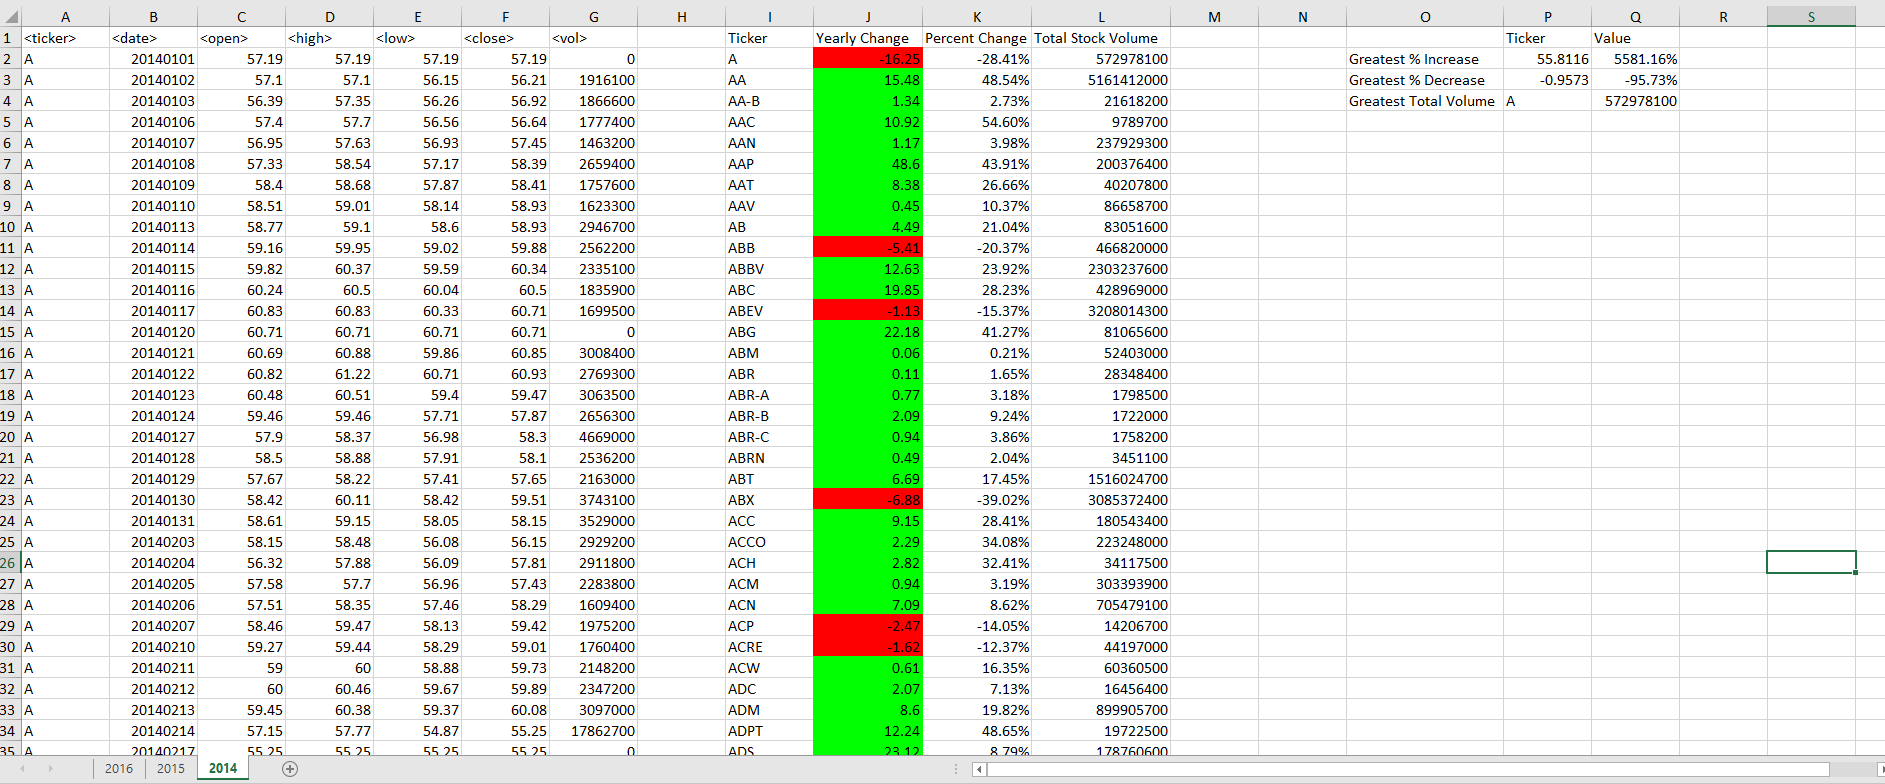 A B C D E F G H I J K L M N O P Q R S
1 <ticker> <date> <open> <high> <low> <close> <vol> Ticker Yearly Change Percent Change Total Stock Volume Ticker Value
2 A 20140101 57.19 57.19 57.19 57.19 0 A -16.25 -28.41% 572978100 Greatest % Increase 55.8116 5581.16%
3 A 20140102 57.1 57.1 56.15 56.21 1916100 AA 15.48 48.54% 5161412000 Greatest % Decrease -0.9573 -95.73%
4 A 20140103 56.39 57.35 56.26 56.92 1866600 AA-B 1.34 2.73% 21618200 Greatest Total Volume A 572978100
5 A 20140106 57.4 57.7 56.56 56.64 1777400 AAC 10.92 54.60% 9789700
6 A 20140107 56.95 57.63 56.93 57.45 1463200 AAN 1.17 3.98% 237929300
7 A 20140108 57.33 58.54 57.17 58.39 2659400 AAP 48.6 43.91% 200376400
8 A 20140109 58.4 58.68 57.87 58.41 1757600 AAT 8.38 26.66% 40207800
9 A 20140110 58.51 59.01 58.14 58.93 1623300 AAV 0.45 10.37% 86658700
10 A 20140113 58.77 59.1 58.6 58.93 2946700 AB 4.49 21.04% 83051600
11 A 20140114 59.16 59.95 59.02 59.88 2562200 ABB -5.41 -20.37% 466820000
12 A 20140115 59.82 60.37 59.59 60.34 2335100 ABBV 12.63 23.92% 2303237600
13 A 20140116 60.24 60.5 60.04 60.5 1835900 ABC 19.85 28.23% 428969000
14 A 20140117 60.83 60.83 60.33 60.71 1699500 ABEV -1.13 -15.37% 3208014300
15 A 20140120 60.71 60.71 60.71 60.71 0 ABG 22.18 41.27% 81065600
16 A 20140121 60.69 60.88 59.86 60.85 3008400 ABM 0.06 0.21% 52403000
17 A 20140122 60.82 61.22 60.71 60.93 2769300 ABR 0.11 1.65% 28348400
18 A 20140123 60.48 60.51 59.4 59.47 3063500 ABR-A 0.77 3.18% 1798500
19 A 20140124 59.46 59.46 57.71 57.87 2656300 ABR-B 2.09 9.24% 1722000
20 A 20140127 57.9 58.37 56.98 58.3 4669000 ABR-C 0.94 3.86% 1758200
21 A 20140128 58.5 58.88 57.91 58.1 2536200 ABRN 0.49 2.04% 3451100
22 A 20140129 57.67 58.22 57.41 57.65 2163000 ABT 6.69 17.45% 1516024700
23 A 20140130 58.42 60.11 58.42 59.51 3743100 ABX -6.88 -39.02% 3085372400
24 A 20140131 58.61 59.15 58.05 58.15 3529000 ACC 9.15 28.41% 180543400
25 A 20140203 58.15 58.48 56.08 56.15 2929200 ACCO 2.29 34.08% 223248000
26 A 20140204 56.32 57.88 56.09 57.81 2911800 ACH 2.82 32.41% 34117500
27 A 20140205 57.58 57.7 56.96 57.43 2283800 ACM 0.94 3.19% 303393900
28 A 20140206 57.51 58.35 57.46 58.29 1609400 ACN 7.09 8.62% 705479100
29 A 20140207 58.46 59.47 58.13 59.42 1975200 ACP -2.47 -14.05% 14206700
30 A 20140210 59.27 59.44 58.29 59.01 1760400 ACRE -1.62 -12.37% 44197000
31 A 20140211 59 60 58.88 59.73 2148200 ACW 0.61 16.35% 60360500
32 A 20140212 60 60.46 59.67 59.89 2347200 ADC 2.07 7.13% 16456400
33 A 20140213 59.45 60.38 59.37 60.08 3097000 ADM 8.6 19.82% 899905700
34 A 20140214 57.15 57.77 54.87 55.25 17862700 ADPT 12.24 48.65% 19722500
35 A 20140217 55.25 55.25 55.25 55.25 0 ADS 23.12 8.79% 178760600
2016 2015 2014